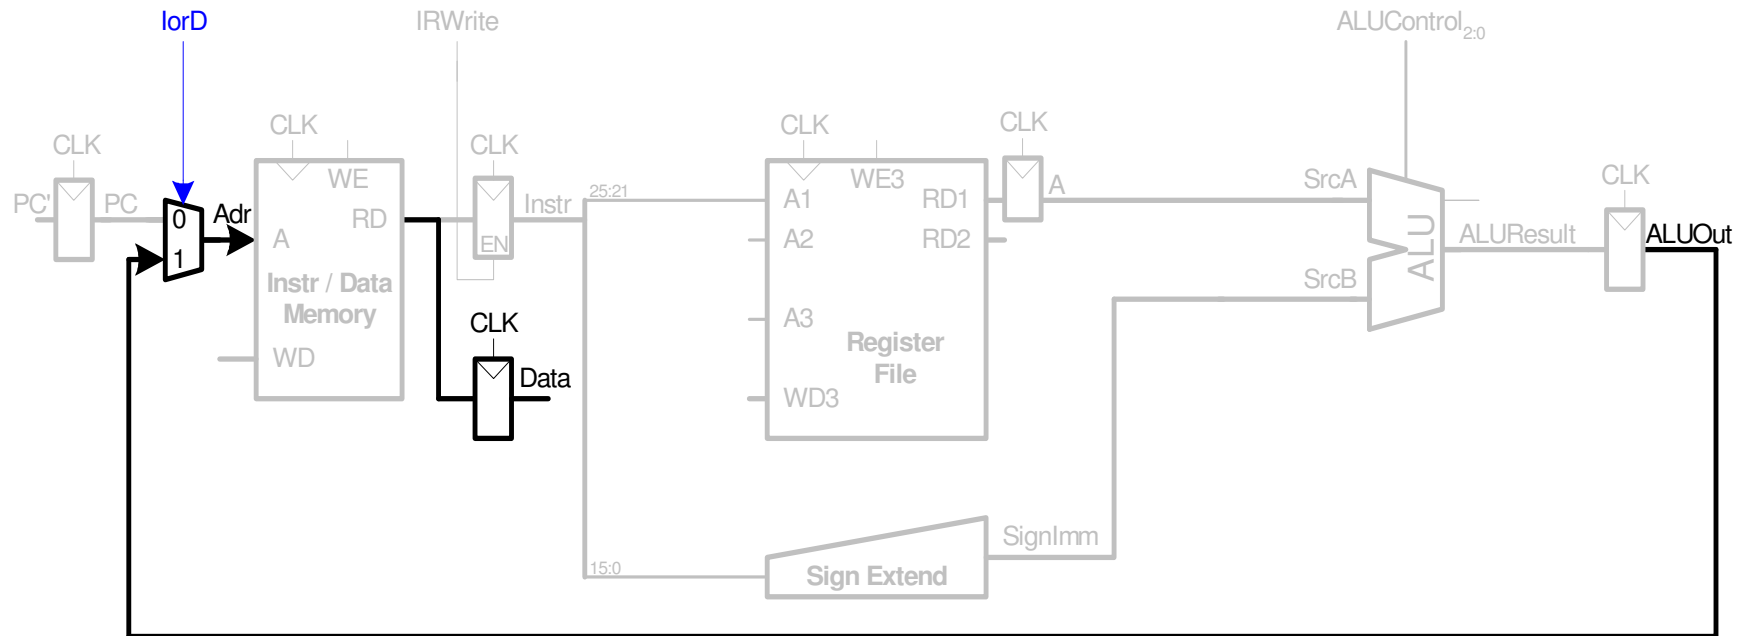 IorD
IRWrite
ALUControl2:0
CLK
CLK
CLK
CLK
CLK
CLK
PC'
PC
0
1
Adr
WE
RD
A
Instr / Data
Memory
WD
EN
Instr
CLK
Data
25:21
15:0
WE3
A1
RD1
A2
RD2
A3
Register
File
WD3
A
SrcA
SrcB
ALU
ALUResult
ALUOut
SignImm
Sign Extend